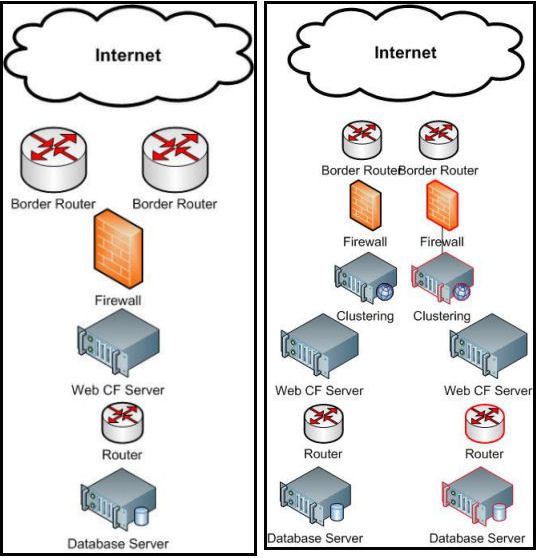 Internet
Border Router Border Router
Firewall
Web CF Server
Router
Database Server
Internet
Border Router Border Router
Firewall Firewall
Clustering Clustering
Web CF Server Web CF Server
Router Router
Database Server Database Server